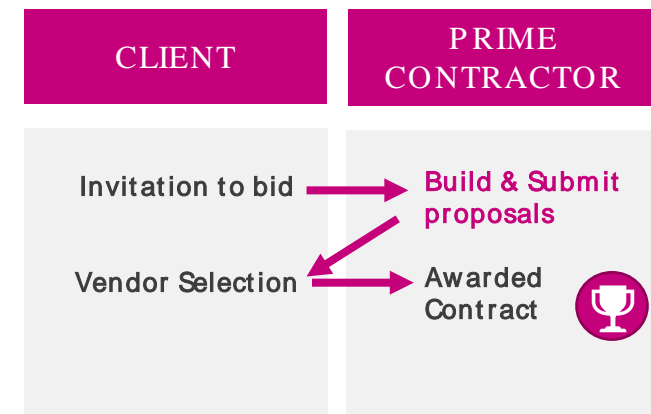 CLIENT
PRIME
CONTRACTOR
Invitation to bid
Build & Submit
proposals
Vendor Selection
Awarded
Contract